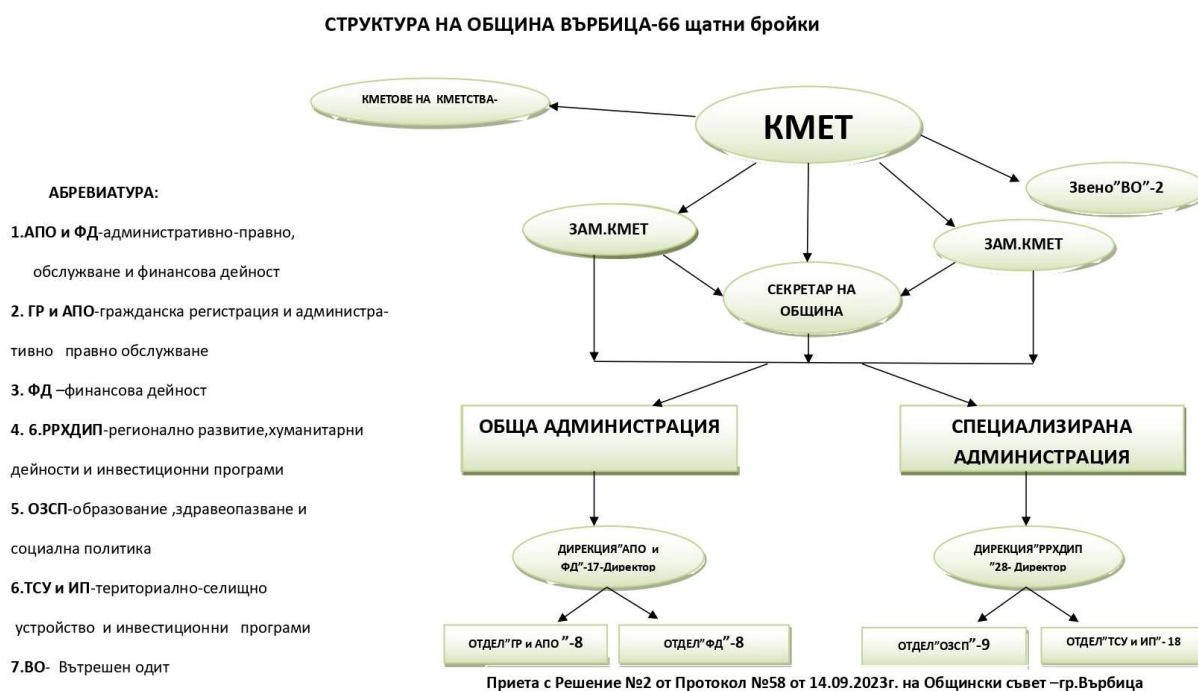 СТРУКТУРА НА ОБЩИНА ВЪРБИЦА-66 щатни бройки
КМЕТОВЕ НА КМЕТСТВА-
КМЕТ
Звено"ВО"-2
ЗАМ.КМЕТ
ЗАМ.КМЕТ
СЕКРЕТАР НА
ОБЩИНА
АБРЕВИАТУРА:
1.АПО и ФД-административно-правно,
обслужване и финансова дейност
2. ГР и АПО-гражданска регистрация и администра-
тивно правно обслужване
3. ФД –финансова дейност
4. 6.РРХДИП-регионално развитие,хуманитарни
дейности и инвестиционни програми
5. ОЗСП-образование ,здравеопазване и
социална политика
6.ТСУ и ИП-териториално-селищно
устройство и инвестиционни програми
7.ВО- Вътрешен одит
ОБЩА АДМИНИСТРАЦИЯ
СПЕЦИАЛИЗИРАНА
АДМИНИСТРАЦИЯ
ДИРЕКЦИЯ"АПО и
ФД"-17-Директор
ДИРЕКЦИЯ"РРХДИП
"28- Директор
ОТДЕЛ"ГР и АПО "-8
ОТДЕЛ"ФД"-8
ОТДЕЛ"ОЗСП"-9
ОТДЕЛ"ТСУ и ИП"- 18
Приета с Решение №2 от Протокол №58 от 14.09.2023г. на Общински съвет –гр.Върбица